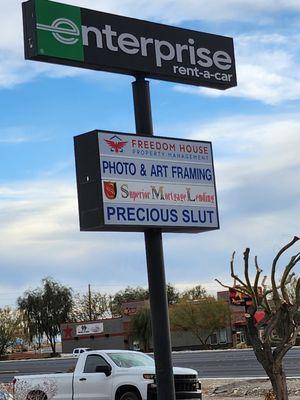 enterprise
rent-a-car
FREEDOM HOUSE
PROPERTY MANAGEMENT
PHOTO & ART FRAMING
Superior Mortgage Lending
PRECIOUS SLUT